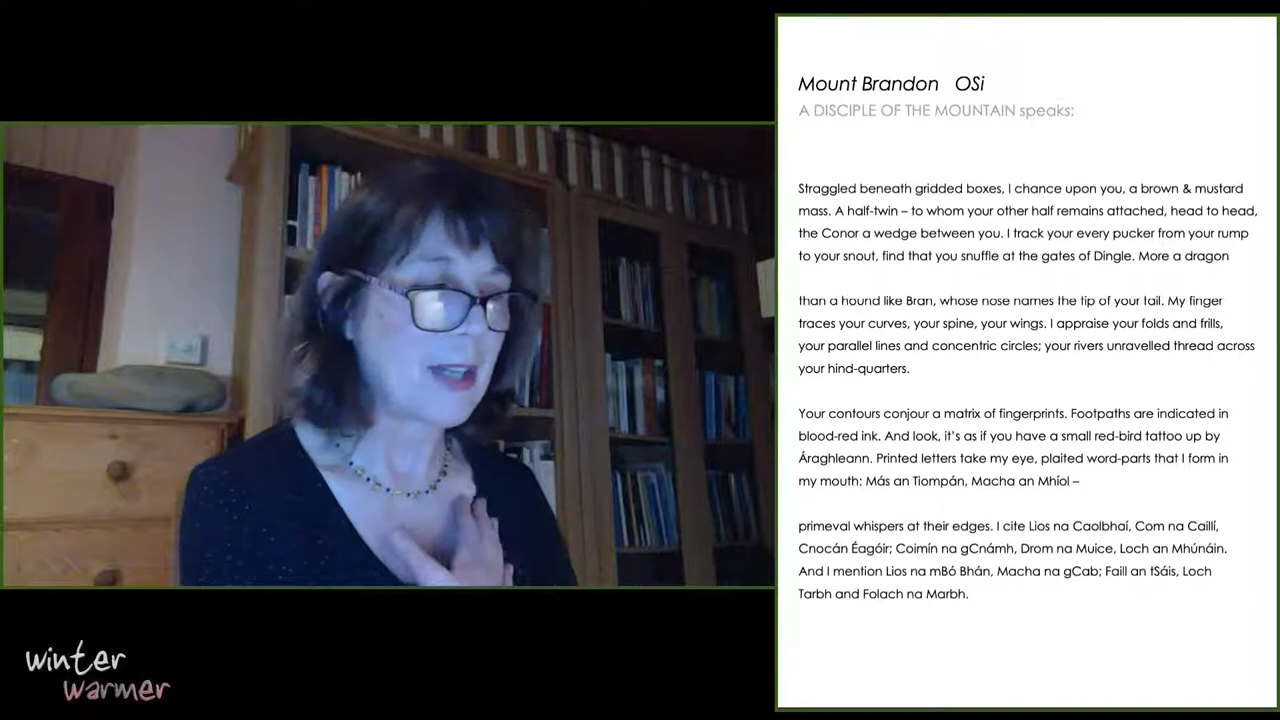 Mount Brandon OSi
A DISCIPLE OF THE MOUNTAIN speaks:
Straggled beneath gridded boxes, I chance upon you, a brown & mustard
mass. A half-twin – to whom your other half remains attached, head to head,
the Conor a wedge between you. I track your every pucker from your rump
to your snout, find that you snuffle at the gates of Dingle. More a dragon
than a hound like Bran, whose nose names the tip of your tail. My finger
traces your curves, your spine, your wings. I appraise your folds and frills,
your parallel lines and concentric circles; your rivers unravelled thread across
your hind-quarters.
Your contours conjour a matrix of fingerprints. Footpaths are indicated in
blood-red ink. And look, it's as if you have a small red-bird tattoo up by
Áraghleann. Printed letters take my eye, plaited word-parts that I form in
my mouth: Más an Tiompán, Macha an Mhíol –
primeval whispers at their edges. I cite Lios na Caolbhaí, Com na Caillí,
Cnocán Éagóir; Coimín na gCnámh, Drom na Muice, Loch an Mhúnáin.
And I mention Lios na mBó Bhán, Macha na gCab; Faill an tSáis, Loch
Tarbh and Folach na Marbh.
winter
warmer